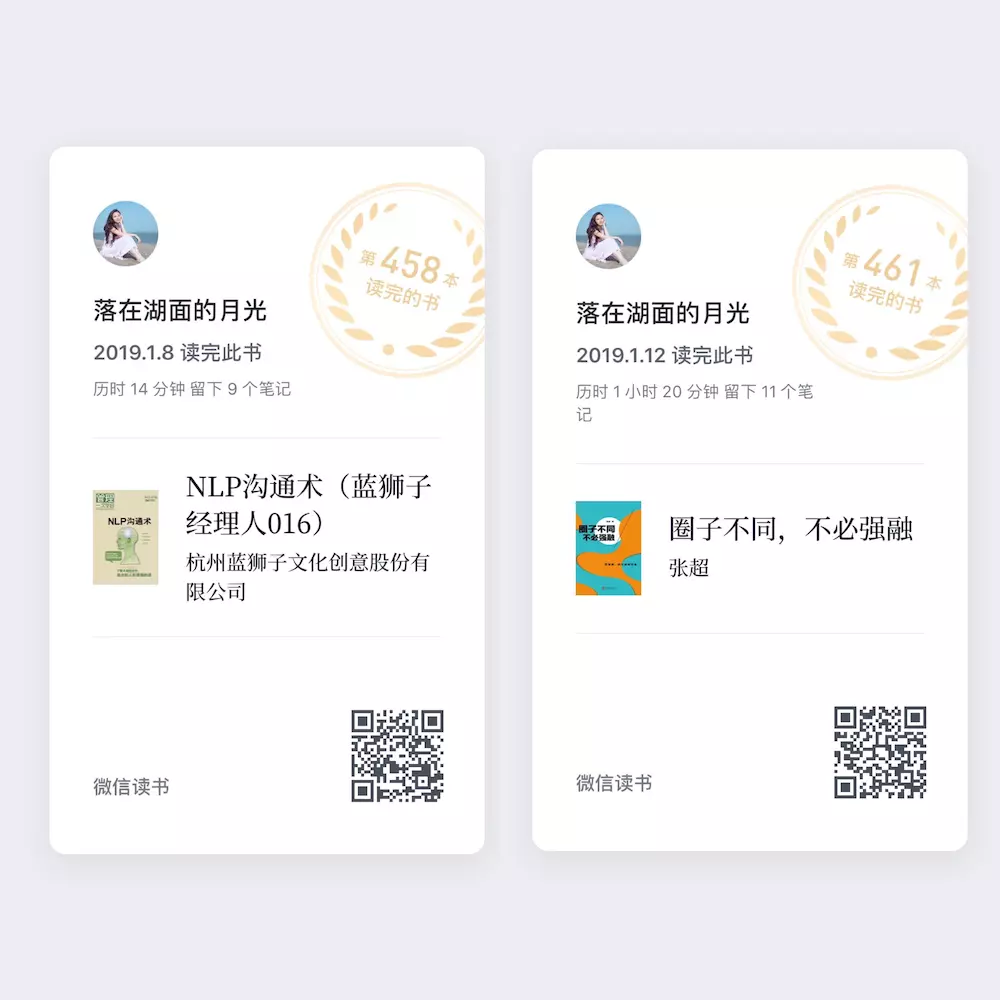 第458本
读完的书
落在湖面的月光
2019.1.8 读完此书
历时 14 分钟 留下 9 个笔记
NLP沟通术
NLP沟通术（蓝狮子
经理人016）
杭州蓝狮子文化创意股份有
限公司
微信读书
第461本
读完的书
落在湖面的月光
2019.1.12 读完此书
历时 1 小时 20 分钟 留下 11 个笔
记
圈子不同
不必强融
圈子不同，不必强融
张超
微信读书